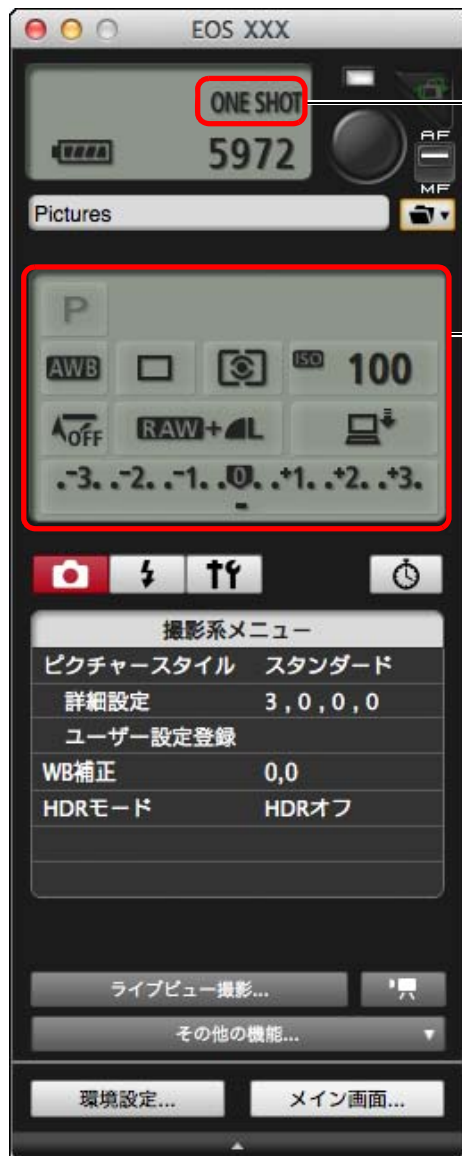 EOS XXX
ONE SHOT
5972
AF
MF
Pictures
P
AWB ISO 100
OFF RAW+L
.-3. .-2. .-1. .0. .+1. .+2. .+3.
撮影系メニュー
ピクチャースタイル スタンダード
詳細設定 3,0,0,0
ユーザー設定登録
WB補正 0,0
HDRモード HDRオフ
ライブビュー撮影...
その他の機能...
環境設定... メイン画面...